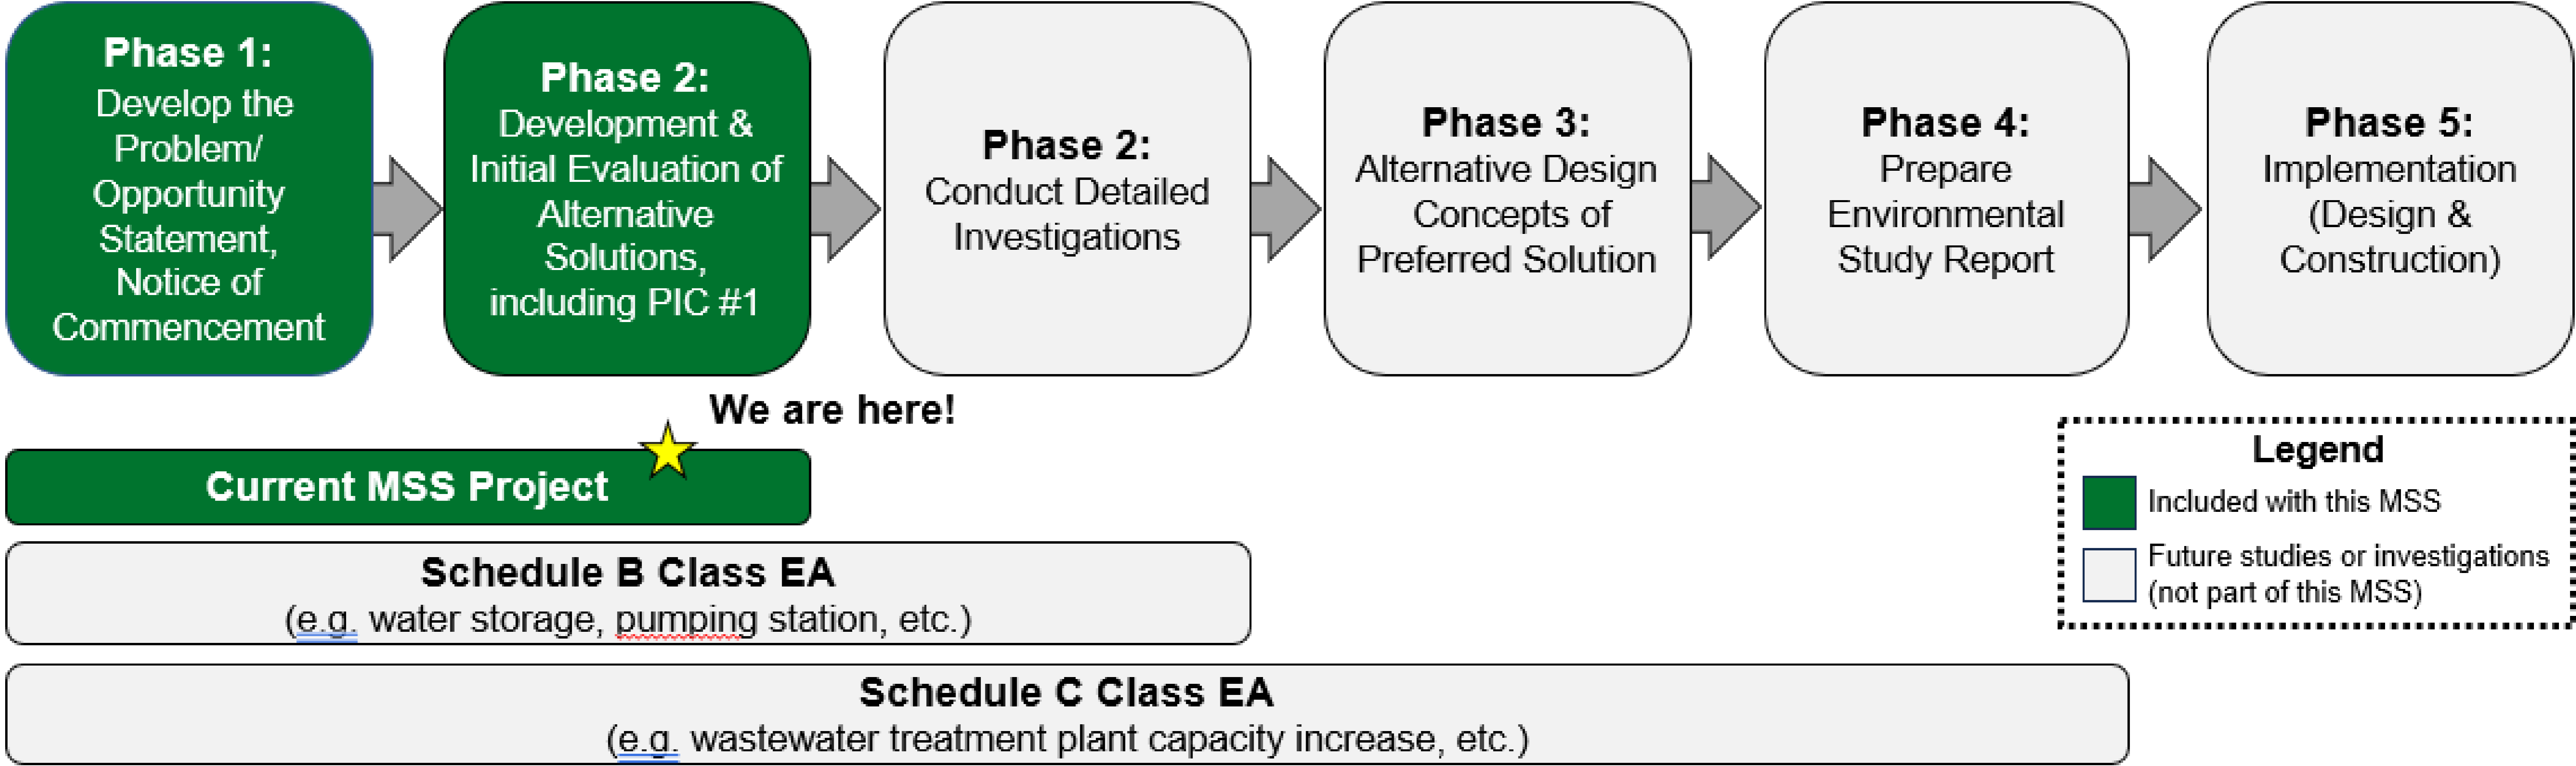 Phase 1:
Develop the
Problem/
Opportunity
Statement,
Notice of
Commencement
Phase 2:
Development &
Initial Evaluation of
Alternative
Solutions,
including PIC #1
Phase 2:
Conduct Detailed
Investigations
Phase 3:
Alternative Design
Concepts of
Preferred Solution
Phase 4:
Prepare
Environmental
Study Report
Phase 5:
Implementation
(Design &
Construction)
We are here!
Current MSS Project
Schedule B Class EA
(e.g. water storage, pumping station, etc.)
Schedule C Class EA
(e.g. wastewater treatment plant capacity increase, etc.)
Legend
Included with this MSS
Future studies or investigations
(not part of this MSS)